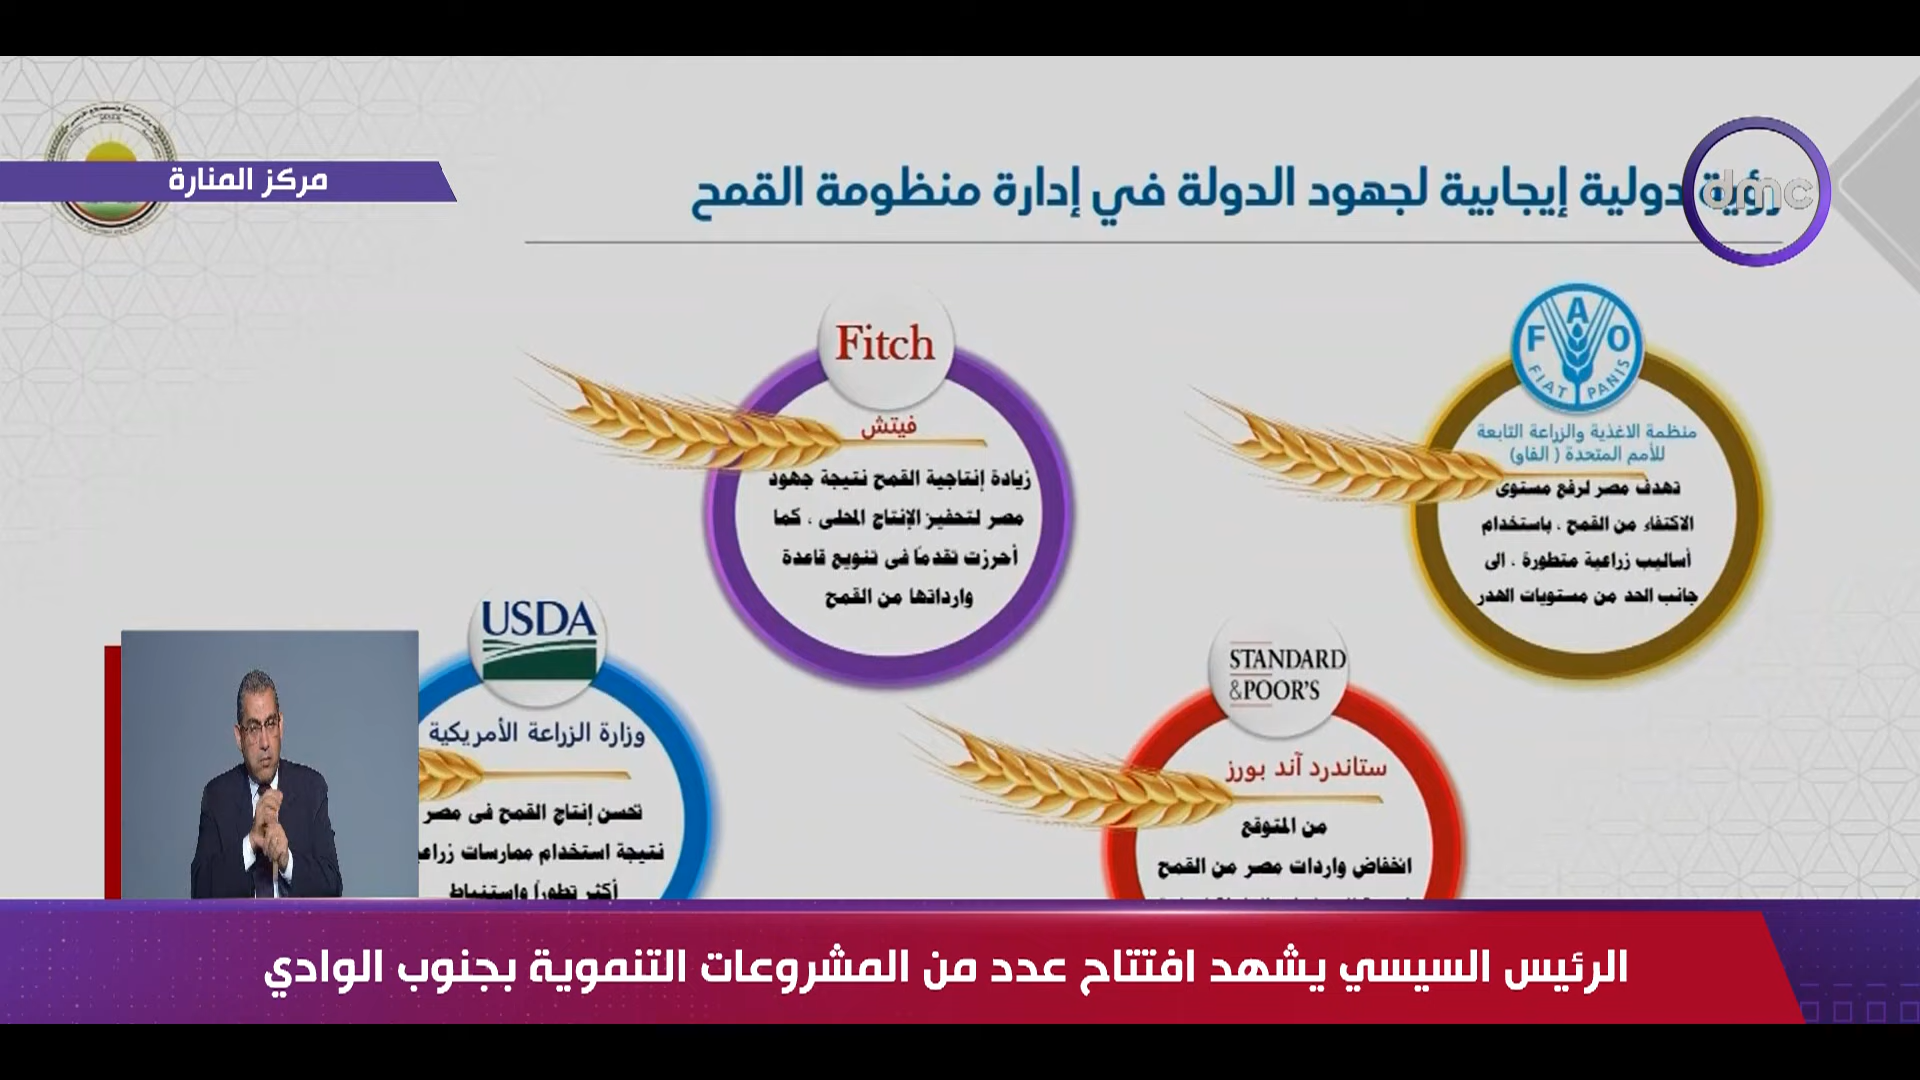 مركز المنارة
رؤية دولية إيجابية لجهود الدولة في إدارة منظومة القمح
dmc
FAO
FIAT PANIS
منظمة الاغذية والزراعة التابعة
للأمم المتحدة ( الفاو)
تهدف مصر لرفع مستوى
الاكتفاء من القمح ، باستخدام
أساليب زراعية متطورة ، الى
جانب الحد من مستويات الهدر
Fitch
فيتش
زيادة إنتاجية القمح نتيجة جهود
مصر لتحفيز الإنتاج المحلى ، كما
أحرزت تقدمًا فى تنويع قاعدة
وارداتها من القمح
STANDARD
&POOR'S
ستاندرد آند بورز
من المتوقع
انخفاض واردات مصر من القمح
USDA
وزارة الزراعة الأمريكية
تحسن إنتاج القمح فى مصر
نتيجة استخدام ممارسات
أكثر تطوراً واستنباط
الرئيس السيسي يشهد افتتاح عدد من المشروعات التنموية بجنوب الوادي